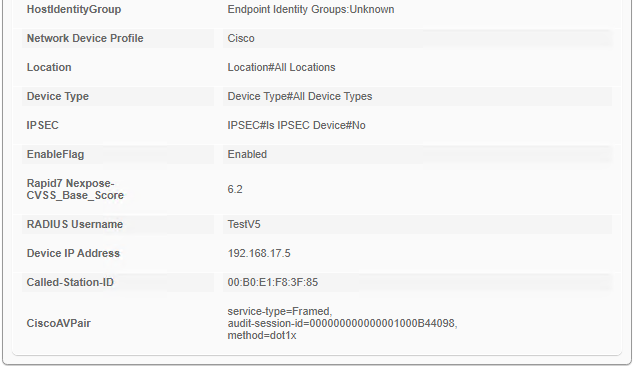 HostIdentityGroup Endpoint Identity Groups:Unknown
Network Device Profile Cisco
Location Location#All Locations
Device Type Device Type#All Device Types
IPSEC IPSEC#Is IPSEC Device#No
EnableFlag Enabled
Rapid7 Nexpose-
CVSS_Base_Score 6.2
RADIUS Username TestV5
Device IP Address 192.168.17.5
Called-Station-ID 00:B0:E1:F8:3F:85
CiscoAVPair service-type=Framed,
audit-session-id=000000000000001000B44098,
method=dot1x